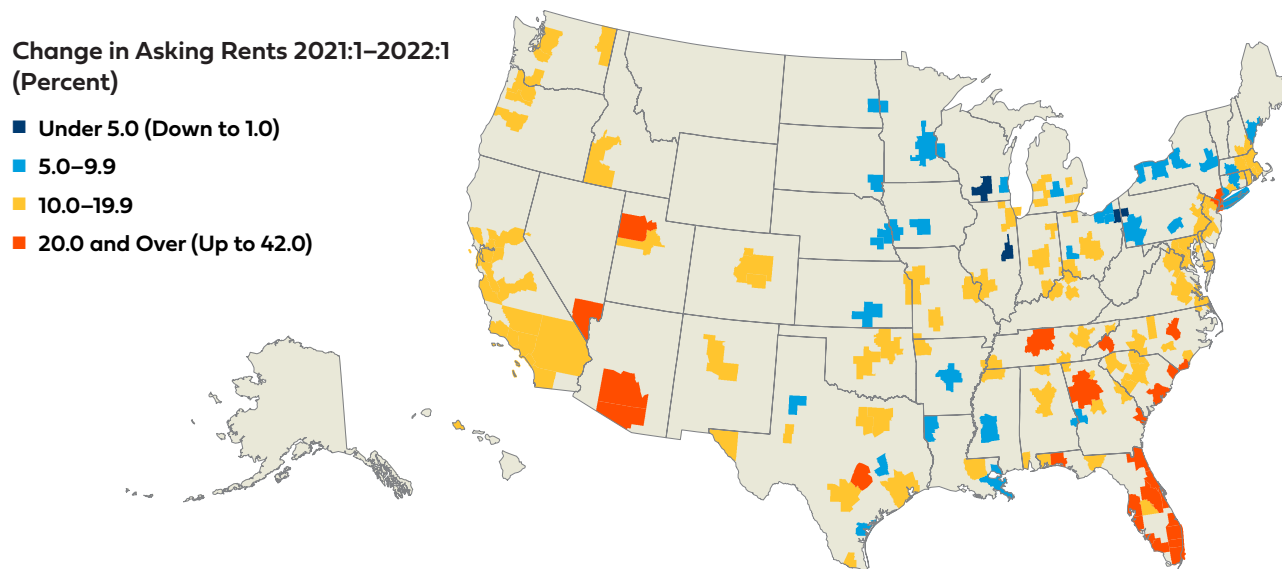 Change in Asking Rents 2021:1–2022:1
(Percent)
Under 5.0 (Down to 1.0)
5.0–9.9
10.0–19.9
20.0 and Over (Up to 42.0)